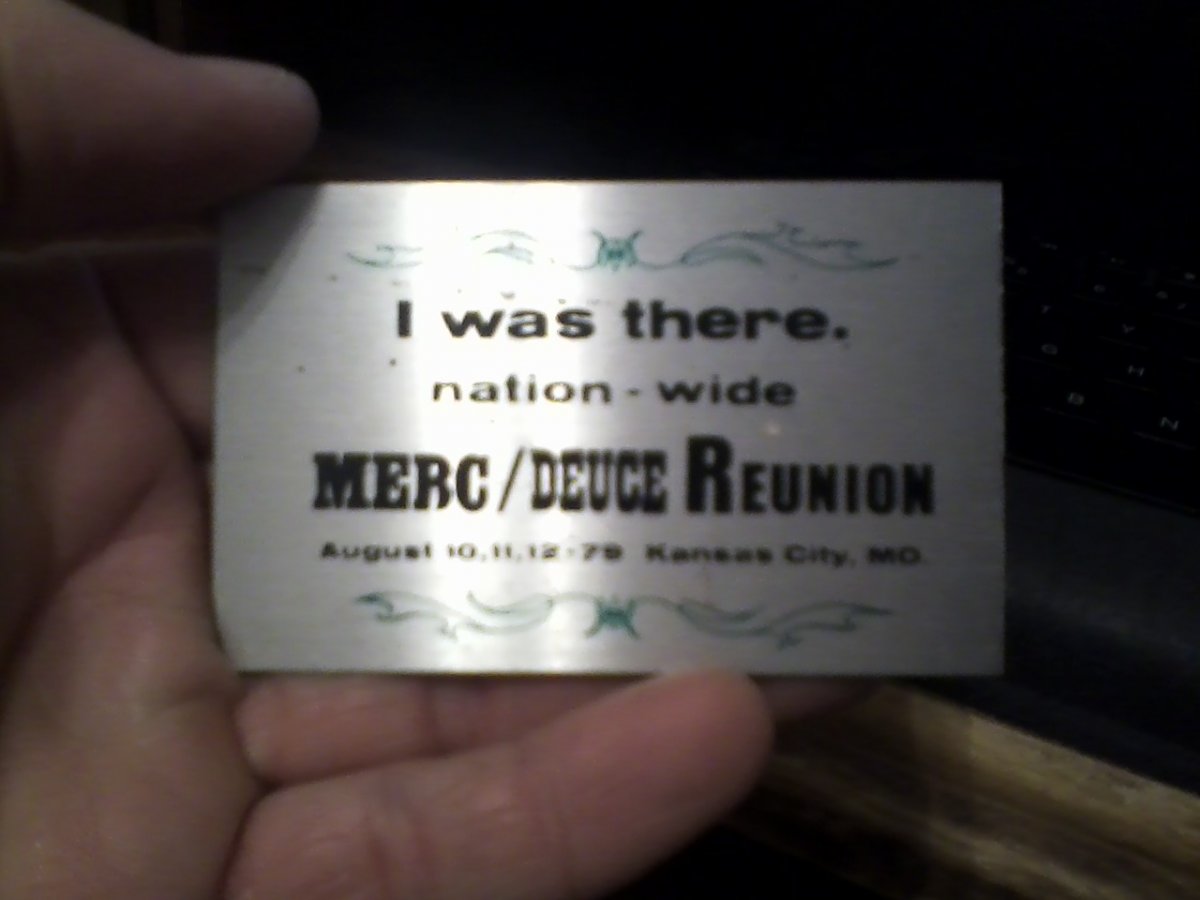 I was there.
nation-wide
MERC/DEUCE REUNION
August 10,11,12-79 Kansas City, MO.